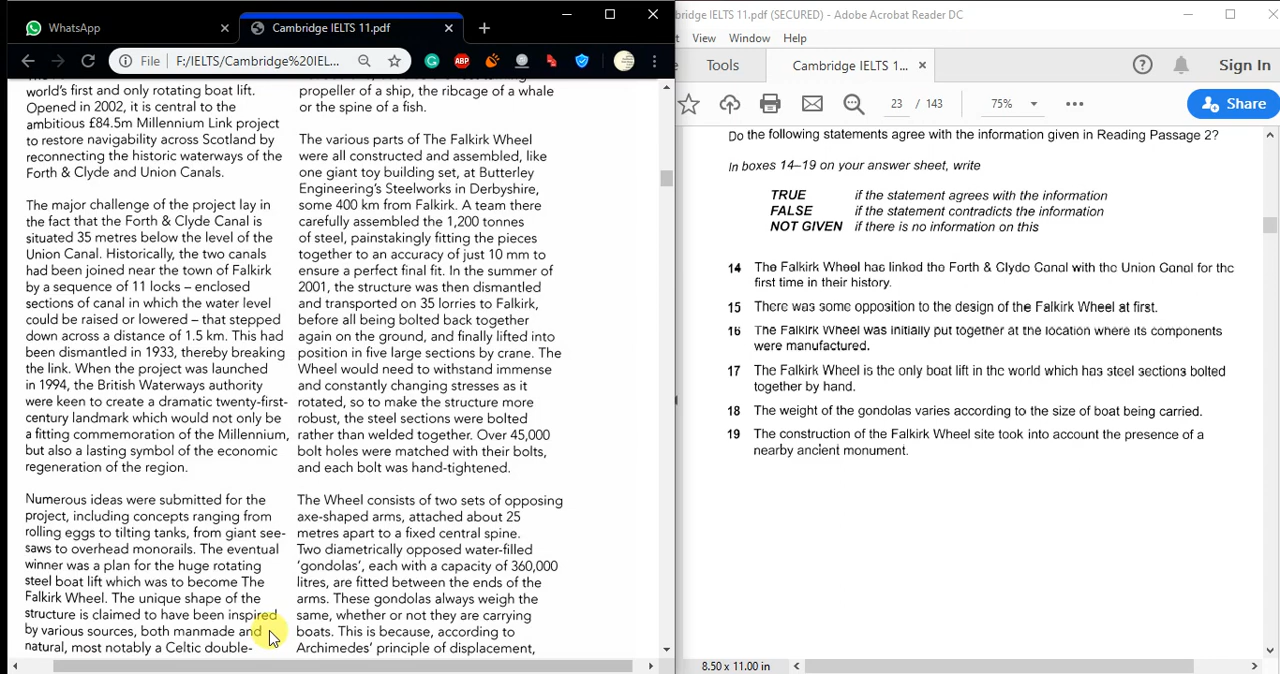 WhatsApp
Cambridge IELTS 11.pdf
File
F:/IELTS/Cambridge%20IEL...
ABP
world's first and only rotating boat lift.
Opened in 2002, it is central to the
ambitious £84.5m Millennium Link project
to restore navigability across Scotland by
reconnecting the historic waterways of the
Forth & Clyde and Union Canals.
The major challenge of the project lay in
the fact that the Forth & Clyde Canal is
situated 35 metres below the level of the
Union Canal. Historically, the two canals
had been joined near the town of Falkirk
by a sequence of 11 locks – enclosed
sections of canal in which the water level
could be raised or lowered – that stepped
down across a distance of 1.5 km. This had
been dismantled in 1933, thereby breaking
the link. When the project was launched
in 1994, the British Waterways authority
were keen to create a dramatic twenty-first-
century landmark which would not only be
a fitting commemoration of the Millennium,
but also a lasting symbol of the economic
regeneration of the region.
Numerous ideas were submitted for the
project, including concepts ranging from
rolling eggs to tilting tanks, from giant see-
saws to overhead monorails. The eventual
winner was a plan for the huge rotating
steel boat lift which was to become The
Falkirk Wheel. The unique shape of the
structure is claimed to have been inspired
by various sources, both manmade and
natural, most notably a Celtic double-
propeller of a ship, the ribcage of a whale
or the spine of a fish.
The various parts of The Falkirk Wheel
were all constructed and assembled, like
one giant toy building set, at Butterley
Engineering's Steelworks in Derbyshire,
some 400 km from Falkirk. A team there
carefully assembled the 1,200 tonnes
of steel, painstakingly fitting the pieces
together to an accuracy of just 10 mm to
ensure a perfect final fit. In the summer of
2001, the structure was then dismantled
and transported on 35 lorries to Falkirk,
before all being bolted back together
again on the ground, and finally lifted into
position in five large sections by crane. The
Wheel would need to withstand immense
and constantly changing stresses as it
rotated, so to make the structure more
robust, the steel sections were bolted
rather than welded together. Over 45,000
bolt holes were matched with their bolts,
and each bolt was hand-tightened.
The Wheel consists of two sets of opposing
axe-shaped arms, attached about 25
metres apart to a fixed central spine.
Two diametrically opposed water-filled
'gondolas', each with a capacity of 360,000
litres, are fitted between the ends of the
arms. These gondolas always weigh the
same, whether or not they are carrying
boats. This is because, according to
Archimedes' principle of displacement,
bridge IELTS 11.pdf (SECURED) - Adobe Acrobat Reader DC
View Window Help
Tools
Cambridge IELTS 1...
Sign In
23 / 143
75%
Share
Do the following statements agree with the information given in Reading Passage 2?
In boxes 14–19 on your answer sheet, write
TRUE if the statement agrees with the information
FALSE if the statement contradicts the information
NOT GIVEN if there is no information on this
14 The Falkirk Wheel has linked the Forth & Clyde Canal with the Union Canal for the
first time in their history.
15 There was some opposition to the design of the Falkirk Wheel at first.
16 The Falkirk Wheel was initially put together at the location where its components
were manufactured.
17 The Falkirk Wheel is the only boat lift in the world which has steel sections bolted
together by hand.
18 The weight of the gondolas varies according to the size of boat being carried.
19 The construction of the Falkirk Wheel site took into account the presence of a
nearby ancient monument.
8.50 x 11.00 in